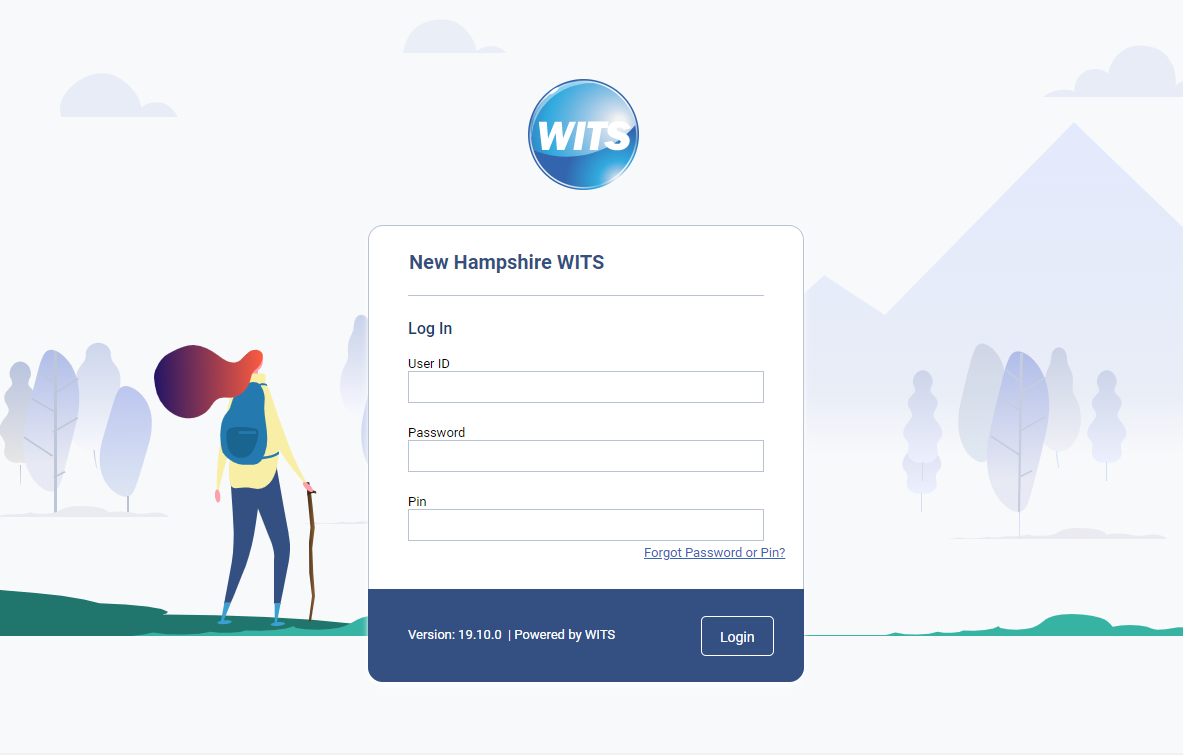 WITS
New Hampshire WITS
Log In
User ID
Password
Pin
Forgot Password or Pin?
Version: 19.10.0 | Powered by WITS
Login